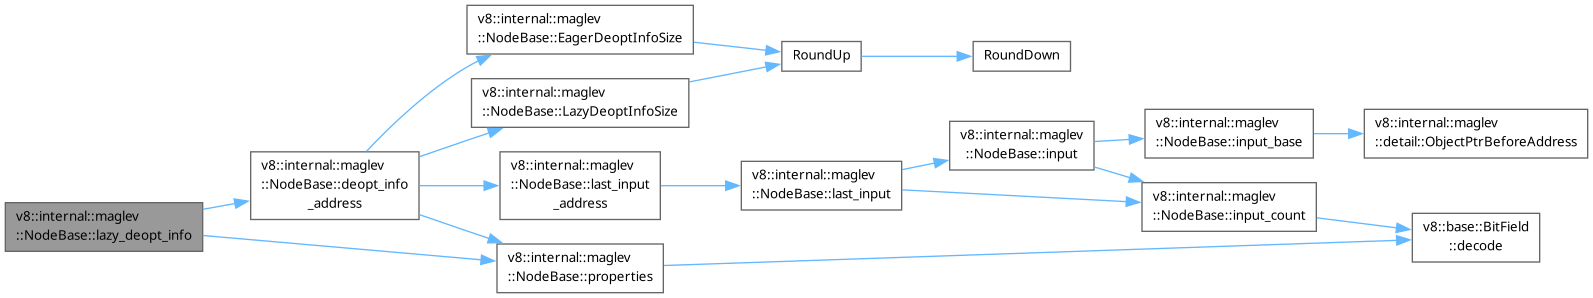 v8::internal::maglev
::NodeBase::lazy_deopt_info
v8::internal::maglev
::NodeBase::deopt_info
_address
v8::internal::maglev
::NodeBase::EagerDeoptInfoSize
v8::internal::maglev
::NodeBase::LazyDeoptInfoSize
v8::internal::maglev
::NodeBase::last_input
_address
v8::internal::maglev
::NodeBase::properties
RoundUp
RoundDown
v8::internal::maglev
::NodeBase::last_input
v8::internal::maglev
::NodeBase::input
v8::internal::maglev
::NodeBase::input_base
v8::internal::maglev
::NodeBase::input_count
v8::internal::maglev
::detail::ObjectPtrBeforeAddress
v8::base::BitField
::decode